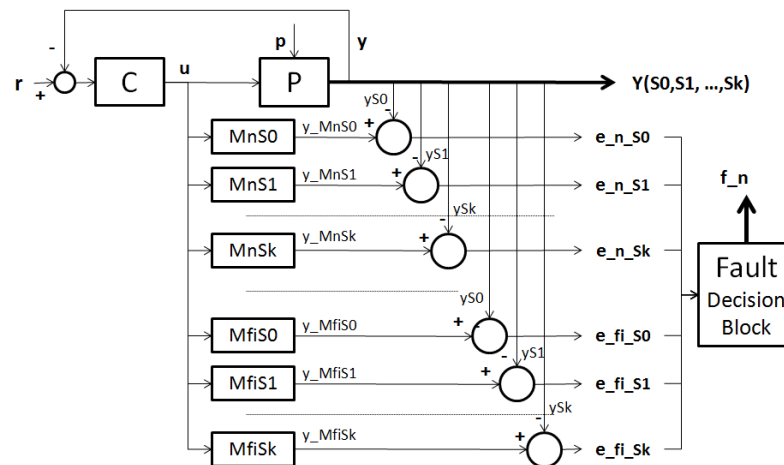 p
y
-
r
+
C
u
P
Y(S0,S1, ...,Sk)
yS0
-
MnS0
y_MnS0
+
e_n_S0
-
yS1
MnS1
y_MnS1
+
e_n_S1
f_n
-
ySk
MnSk
y_MnSk
+
e_n_Sk
Fault
Decision
Block
yS0
MfiS0
y_MfiS0
+
-
e_fi_S0
-
yS1
MfiS1
y_MfiS1
+
e_fi_S1
-
ySk
MfiSk
y_MfiSk
+
e_fi_Sk